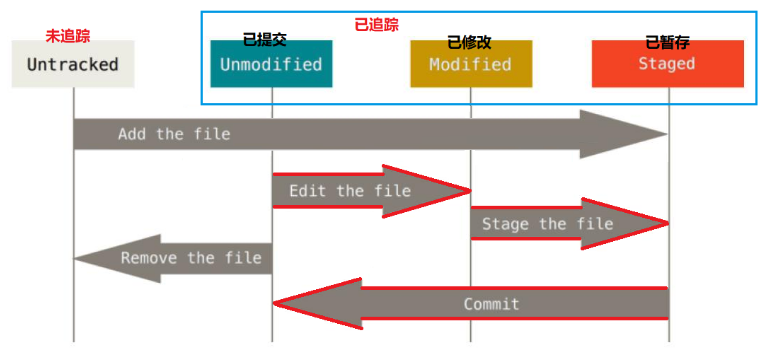 已追踪
未追踪
已提交
已修改
已暂存
Untracked
Unmodified
Modified
Staged
Add the file
Edit the file
Stage the file
Remove the file
Commit